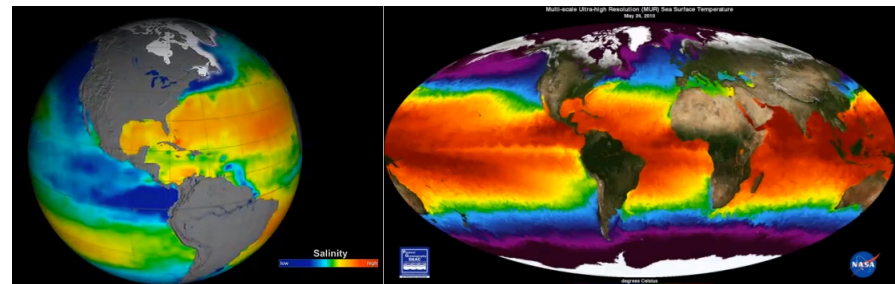 Salinity
low high
Multi-scale Ultra-high Resolution (MUR) Sea Surface Temperature
May 26, 2010
degrees Celsius
NASA